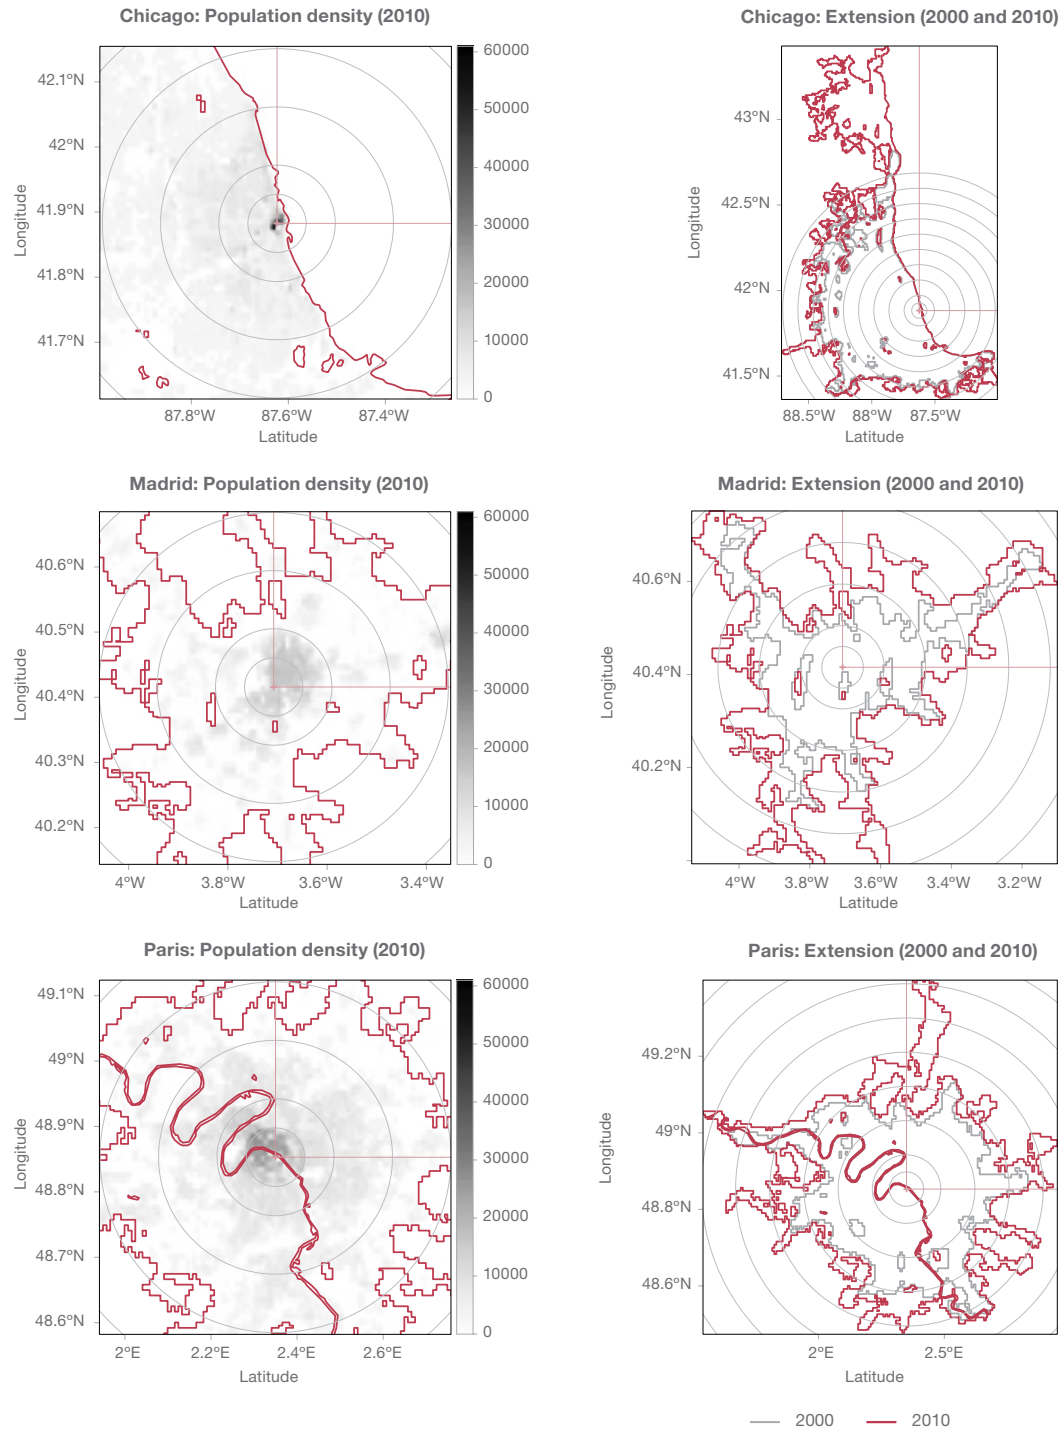 Chicago: Population density (2010)
42.1°N
42°N
41.9°N
41.8°N
41.7°N
Longitude
87.8°W 87.6°W 87.4°W
Latitude
60000
50000
40000
30000
20000
10000
0
Chicago: Extension (2000 and 2010)
43°N
42.5°N
42°N
41.5°N
Longitude
88.5°W 88°W 87.5°W
Latitude
Madrid: Population density (2010)
40.6°N
40.5°N
40.4°N
40.3°N
40.2°N
Longitude
4°W 3.8°W 3.6°W 3.4°W
Latitude
60000
50000
40000
30000
20000
10000
0
Madrid: Extension (2000 and 2010)
40.6°N
40.4°N
40.2°N
Longitude
4°W 3.8°W 3.6°W 3.4°W 3.2°W
Latitude
Paris: Population density (2010)
49.1°N
49°N
48.9°N
48.8°N
48.7°N
48.6°N
Longitude
2°E 2.2°E 2.4°E 2.6°E
Latitude
60000
50000
40000
30000
20000
10000
0
Paris: Extension (2000 and 2010)
49.2°N
49°N
48.8°N
48.6°N
Longitude
2°E 2.5°E
Latitude
2000 2010